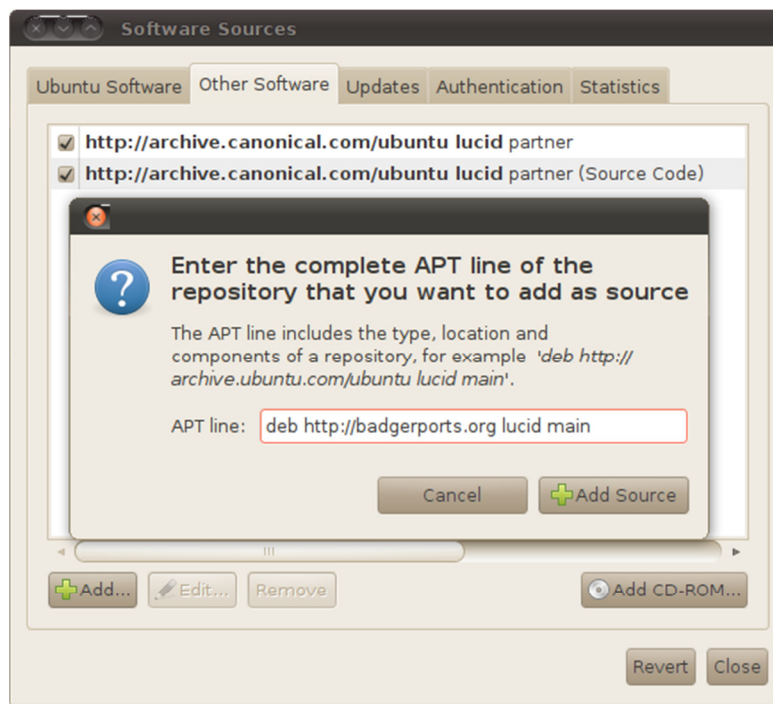 Software Sources
Ubuntu Software Other Software Updates Authentication Statistics
http://archive.canonical.com/ubuntu lucid partner
http://archive.canonical.com/ubuntu lucid partner (Source Code)
Enter the complete APT line of the
repository that you want to add as source
The APT line includes the type, location and
components of a repository, for example 'deb http://
archive.ubuntu.com/ubuntu lucid main'.
APT line: deb http://badgerports.org lucid main
Cancel Add Source
Add... Edit... Remove Add CD-ROM...
Revert Close